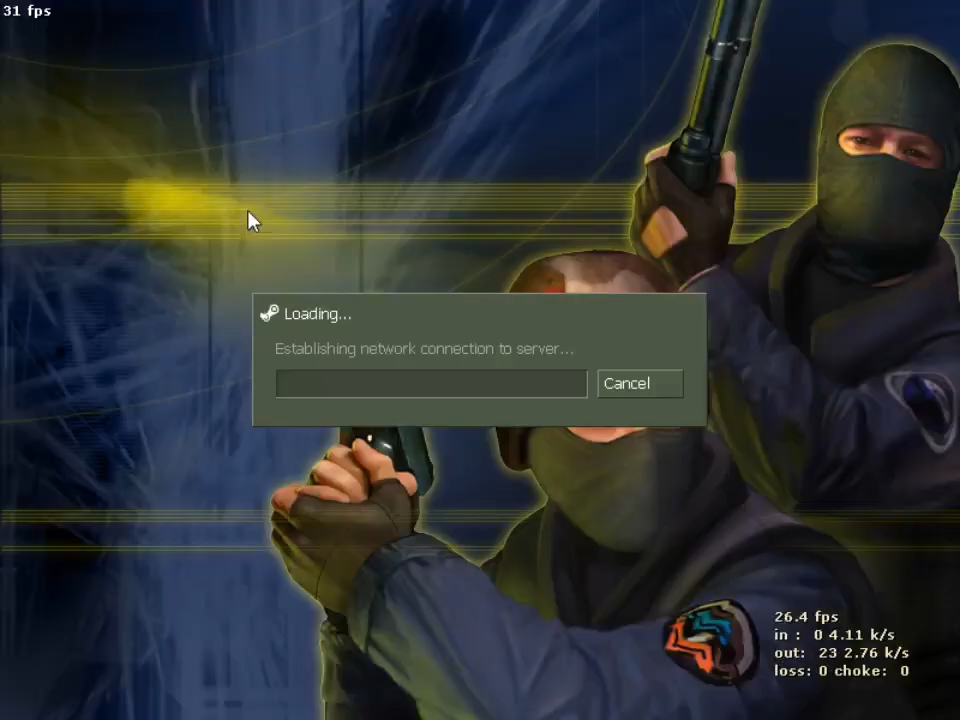 31 fps
Loading...
Establishing network connection to server...
Cancel
26.4 fps
in :  0 4.11 k/s
out:  23 2.76 k/s
loss: 0 choke:  0